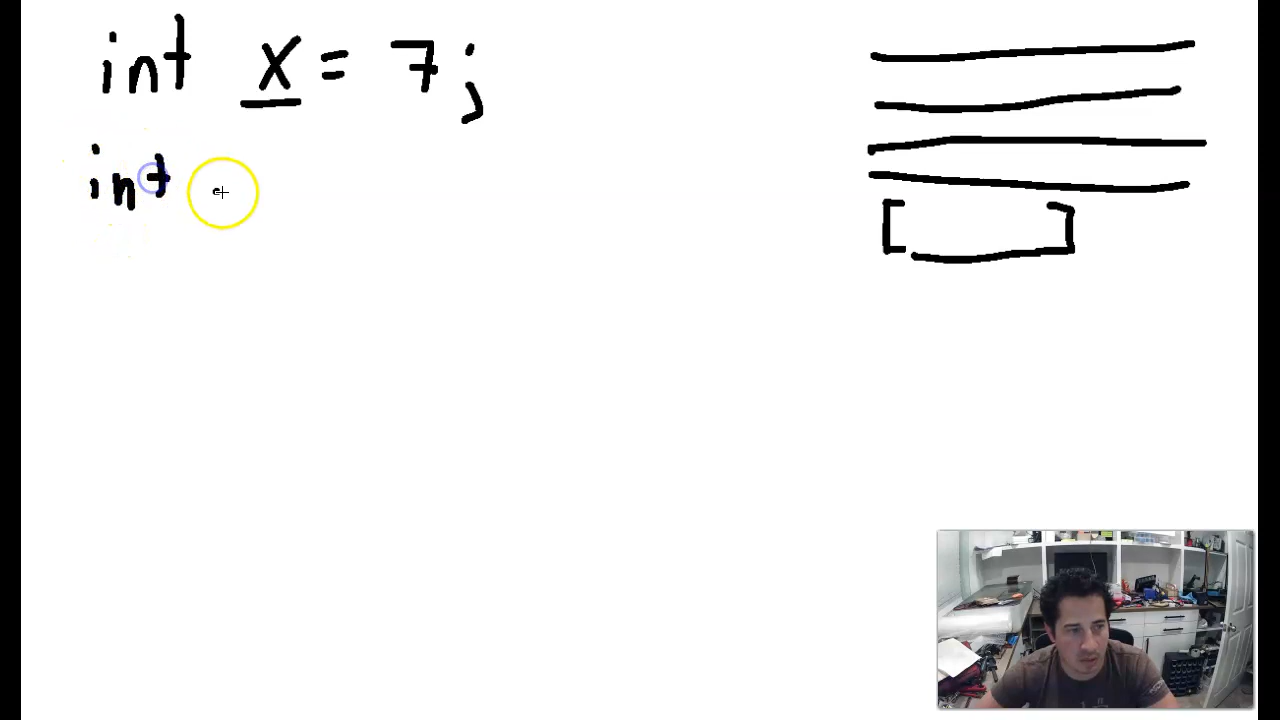 int x = 7;
int